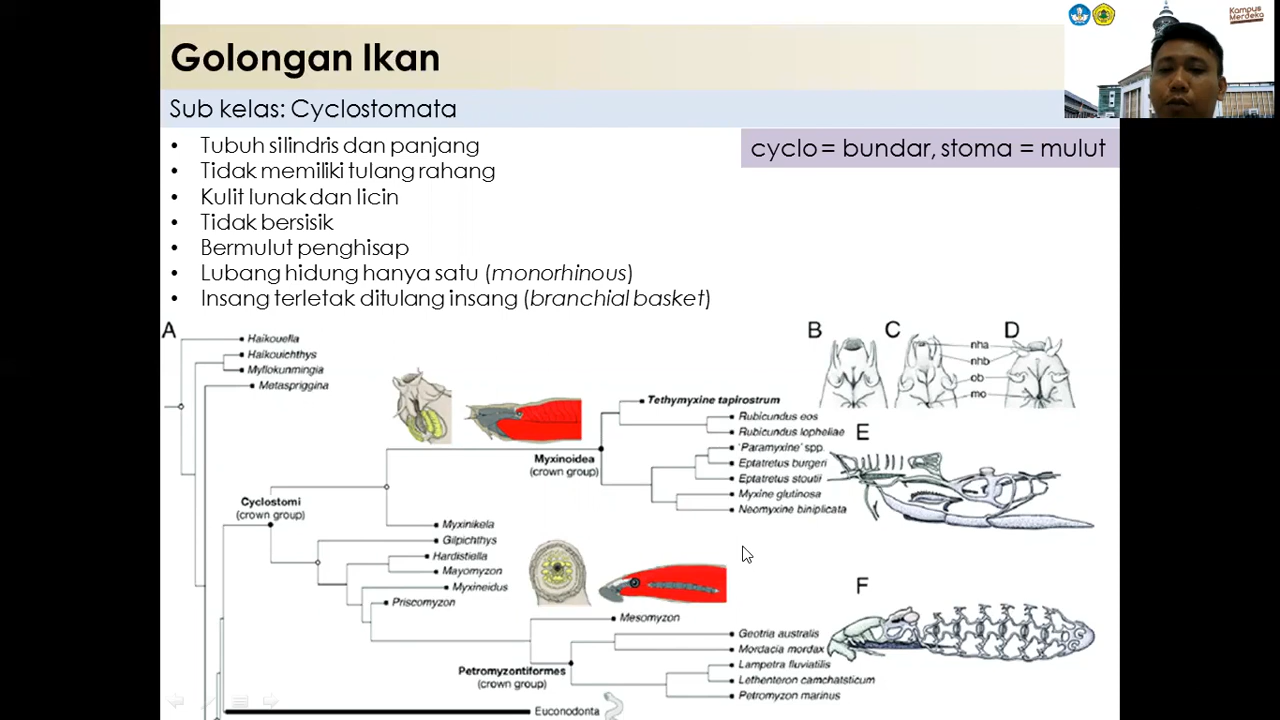 Golongan Ikan
Kampus
Merdeka
Sub kelas: Cyclostomata
cyclo = bundar, stoma = mulut
• Tubuh silindris dan panjang
• Tidak memiliki tulang rahang
• Kulit lunak dan licin
• Tidak bersisik
• Bermulut penghisap
• Lubang hidung hanya satu (monorhinous)
• Insang terletak ditulang insang (branchial basket)
A
Haikouella
Haikouichthys
Myllokunmingia
Metaspriggina
Tethymyxine tapirostrum
Rubicundus eos
Rubicundus lopheliae
'Paramyxine' spp.
Eptatretus burgeri
Eptatretus stoutii
Myxine glutinosa
Neomyxine biniplicata
Myxinoidea
(crown group)
Cyclostomi
(crown group)
Myxinikela
Gilpichthys
Hardistiella
Mayomyzon
Myxineidus
Priscomyzon
Mesomyzon
Geotria australis
Mordacia mordax
Lampetra fluviatilis
Lethenteron camchatsticum
Petromyzon marinus
Petromyzontiformes
(crown group)
Euconodonta
B
C
D
nha
nhb
ob
mo
E
F